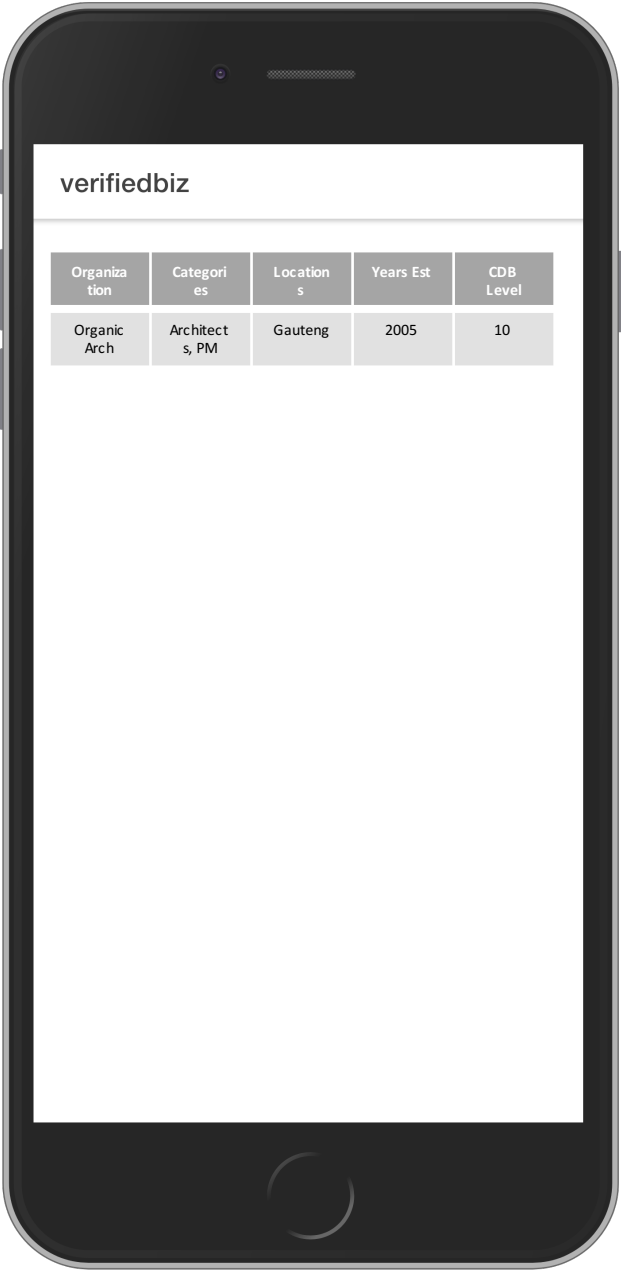 verifiedbiz
Organiza Categori Location Years Est CDB
tion es s Level
Organic Architect Gauteng 2005 10
Arch s, PM